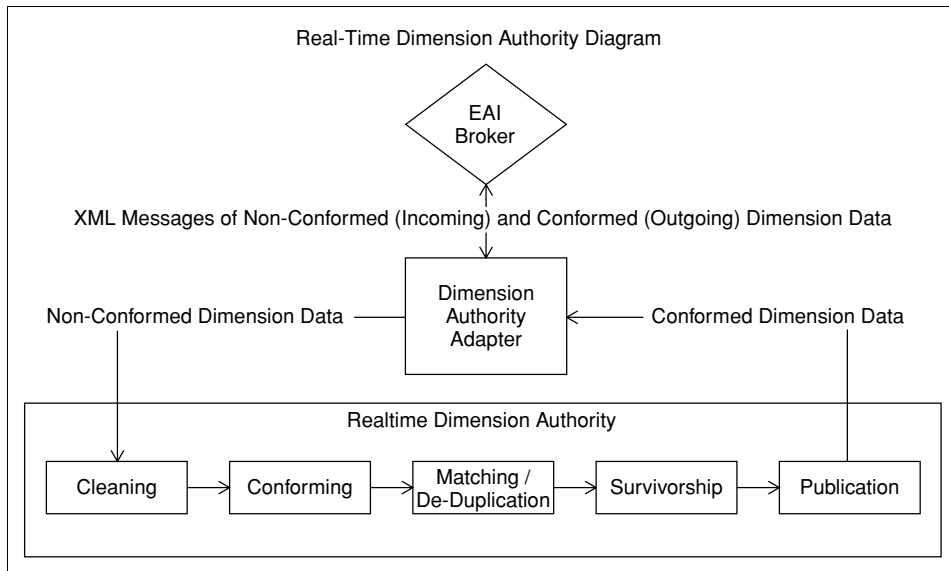 Real-Time Dimension Authority Diagram
EAI
Broker
XML Messages of Non-Conformed (Incoming) and Conformed (Outgoing) Dimension Data
Dimension
Authority
Adapter
Non-Conformed Dimension Data
Conformed Dimension Data
Realtime Dimension Authority
Cleaning
Conforming
Matching /
De-Duplication
Survivorship
Publication